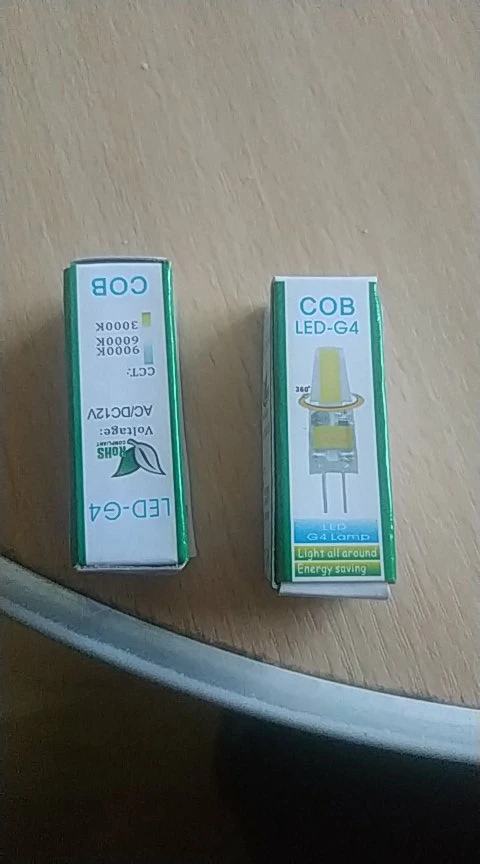 LED-G4
RoHS
COMPLIANT
Voltage:
AC/DC12V
CCT:
9000K
6000K
3000K
COB
COB
LED-G4
360°
LED
G4 Lamp
Light all around
Energy saving